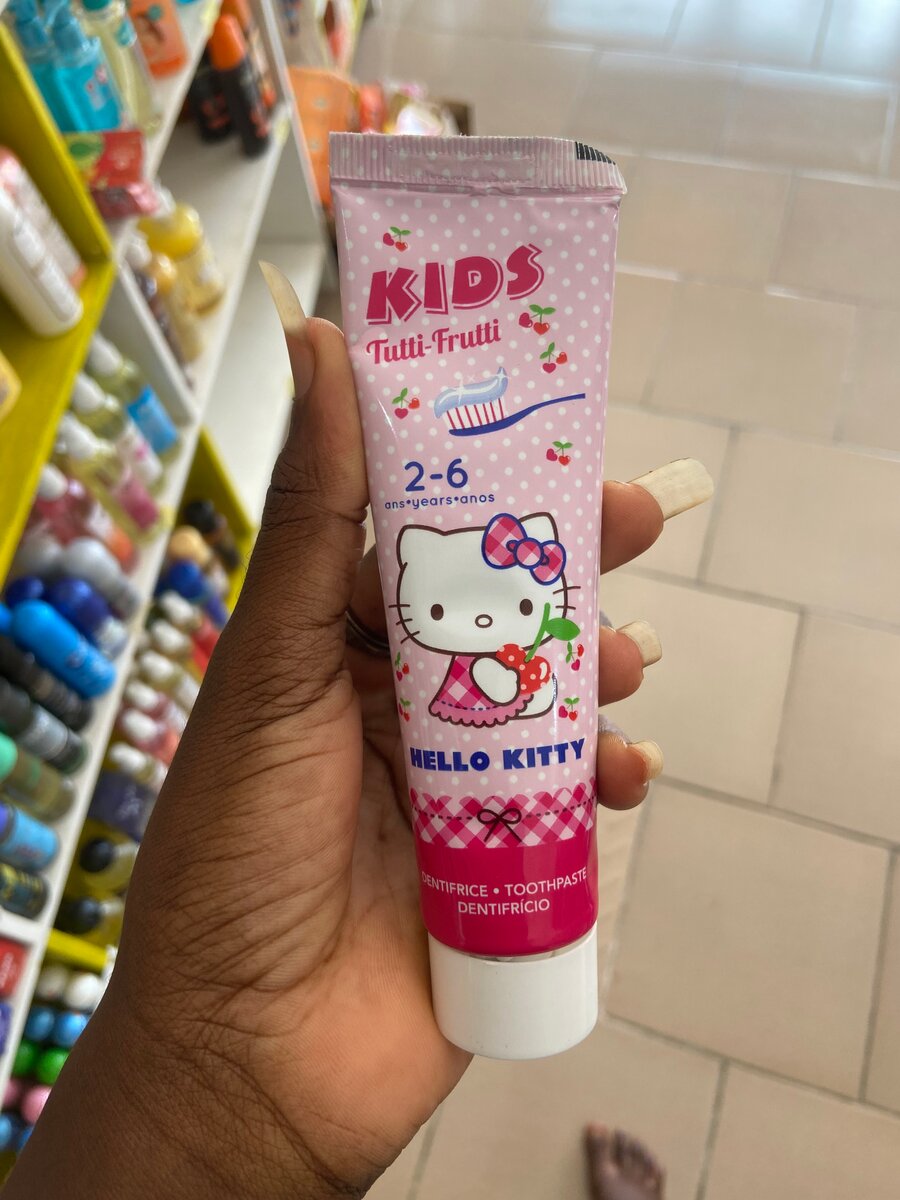 KIDS
Tutti-Frutti
2-6
ans•years•anos
HELLO KITTY
DENTIFRICE • TOOTHPASTE
DENTIFRÍCIO